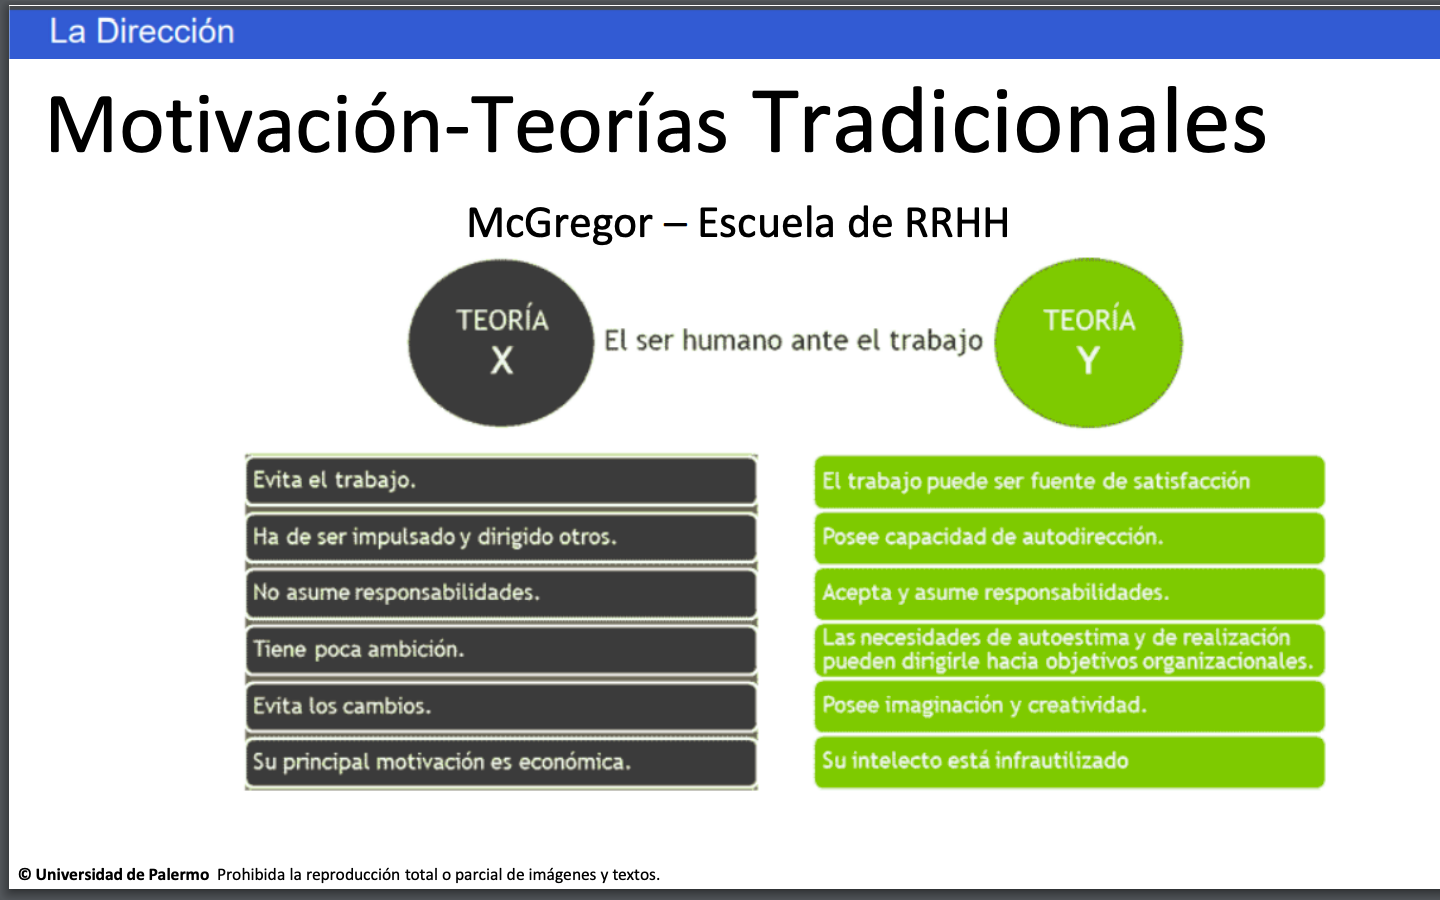 La Dirección
Motivación-Teorías Tradicionales
McGregor – Escuela de RRHH
TEORÍA
X
El ser humano ante el trabajo
TEORÍA
Y
Evita el trabajo.
Ha de ser impulsado y dirigido otros.
No asume responsabilidades.
Tiene poca ambición.
Evita los cambios.
Su principal motivación es económica.
El trabajo puede ser fuente de satisfacción
Posee capacidad de autodirección.
Acepta y asume responsabilidades.
Las necesidades de autoestima y de realización
pueden dirigirle hacia objetivos organizacionales.
Posee imaginación y creatividad.
Su intelecto está infrautilizado
© Universidad de Palermo Prohibida la reproducción total o parcial de imágenes y textos.